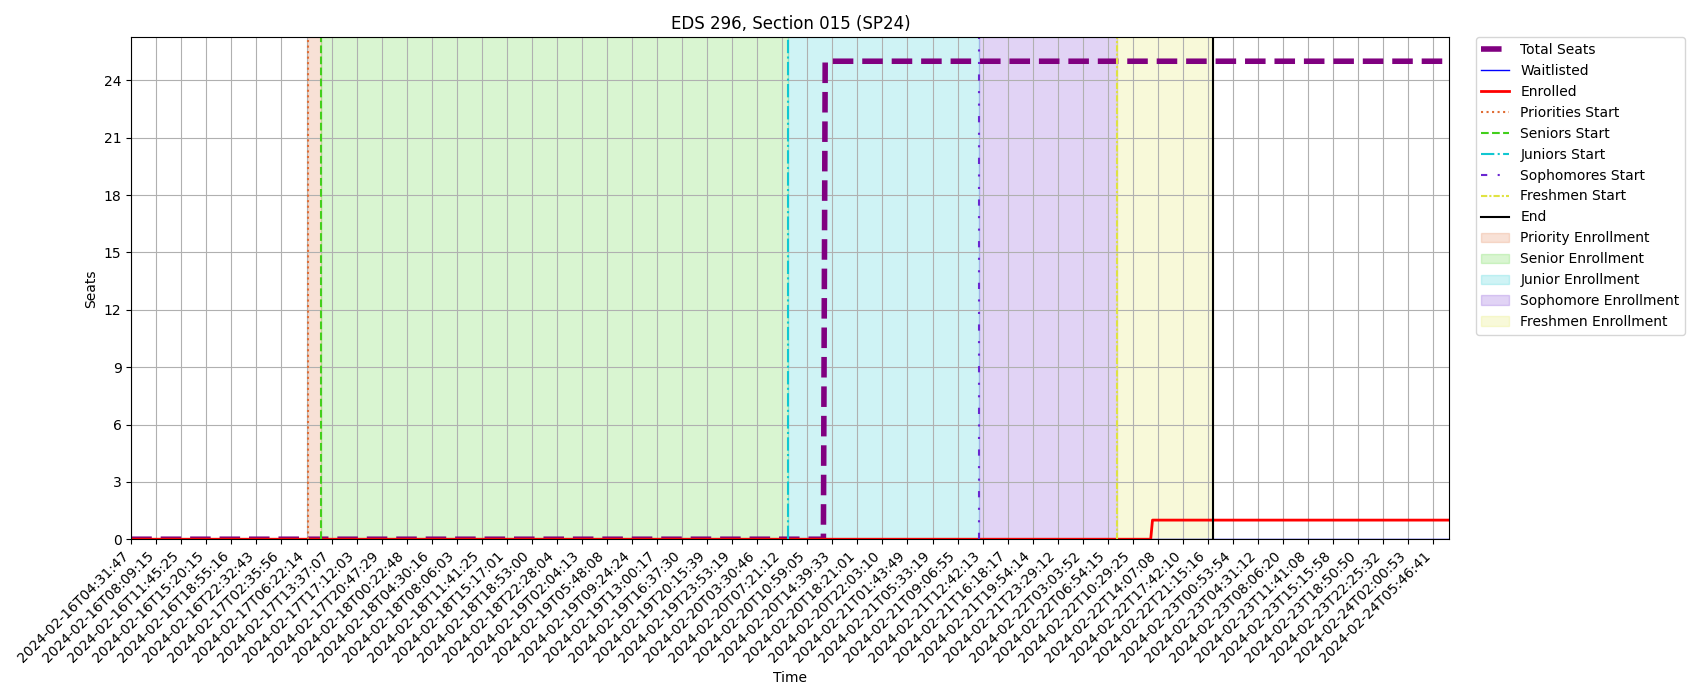 EDS 296, Section 015 (SP24)
24
21
18
15
12
9
6
3
0
Seats
2024-02-16T04:31:47
2024-02-16T08:09:15
2024-02-16T11:45:25
2024-02-16T15:20:15
2024-02-16T18:55:16
2024-02-16T22:32:43
2024-02-17T02:35:56
2024-02-17T06:22:14
2024-02-17T13:37:07
2024-02-17T17:12:03
2024-02-17T20:47:29
2024-02-18T00:22:48
2024-02-18T04:30:16
2024-02-18T08:06:03
2024-02-18T11:41:25
2024-02-18T15:17:01
2024-02-18T18:53:00
2024-02-18T22:28:04
2024-02-19T02:04:13
2024-02-19T05:48:08
2024-02-19T09:24:24
2024-02-19T13:00:17
2024-02-19T16:37:30
2024-02-19T20:15:39
2024-02-19T23:53:19
2024-02-20T03:30:46
2024-02-20T07:21:12
2024-02-20T10:59:05
2024-02-20T14:39:33
2024-02-20T18:21:01
2024-02-20T22:03:10
2024-02-21T01:43:49
2024-02-21T05:33:19
2024-02-21T09:06:55
2024-02-21T12:42:13
2024-02-21T16:18:17
2024-02-21T19:54:14
2024-02-21T23:29:12
2024-02-22T03:03:52
2024-02-22T06:54:15
2024-02-22T10:29:25
2024-02-22T14:07:08
2024-02-22T17:42:10
2024-02-22T21:15:16
2024-02-23T00:53:54
2024-02-23T04:31:12
2024-02-23T08:06:20
2024-02-23T11:41:08
2024-02-23T15:15:58
2024-02-23T18:50:50
2024-02-23T22:25:32
2024-02-24T02:00:53
2024-02-24T05:46:41
Time
Total Seats
Waitlisted
Enrolled
Priorities Start
Seniors Start
Juniors Start
Sophomores Start
Freshmen Start
End
Priority Enrollment
Senior Enrollment
Junior Enrollment
Sophomore Enrollment
Freshmen Enrollment